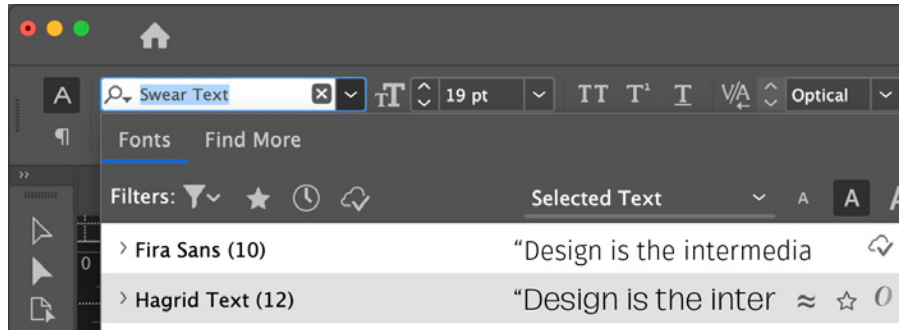 A Swear Text 19 pt TT T¹ T V/A Optical
Fonts Find More
Filters: Selected Text A A A
0
Fira Sans (10) “Design is the intermedia
Hagrid Text (12) “Design is the inter